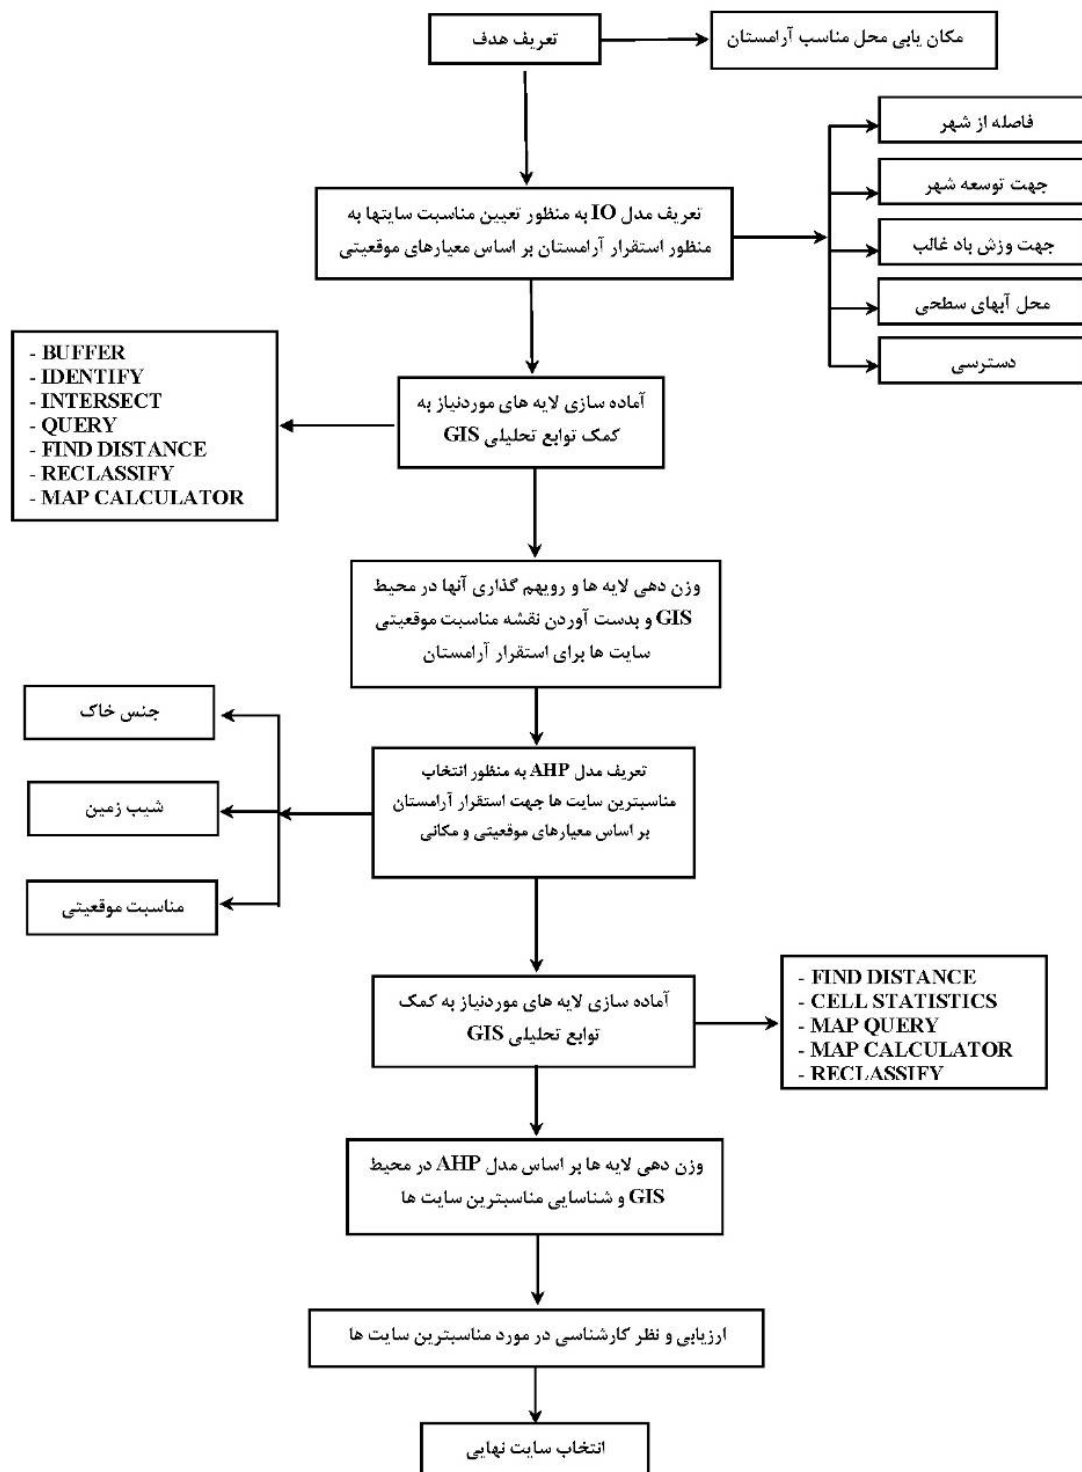 تعریف هدف
مکان یابی محل مناسب آرامستان
فاصله از شهر
جهت توسعه شهر
جهت وزش باد غالب
محل آبهای سطحی
دسترسی
تعریف مدل IO به منظور تعیین مناسبت سایتها به
منظور استقرار آرامستان بر اساس معیارهای موقعیتی
- BUFFER
- IDENTIFY
- INTERSECT
- QUERY
- FIND DISTANCE
- RECLASSIFY
- MAP CALCULATOR
آماده سازی لایه های موردنیاز به
کمک توابع تحلیلی GIS
وزن دهی لایه ها و رویهم گذاری آنها در محیط
GIS و بدست آوردن نقشه مناسبت موقعیتی
سایت ها برای استقرار آرامستان
جنس خاک
شیب زمین
مناسبت موقعیتی
تعریف مدل AHP به منظور انتخاب
مناسبترین سایت ها جهت استقرار آرامستان
بر اساس معیارهای موقعیتی و مکانی
آماده سازی لایه های موردنیاز به کمک
توابع تحلیلی GIS
- FIND DISTANCE
- CELL STATISTICS
- MAP QUERY
- MAP CALCULATOR
- RECLASSIFY
وزن دهی لایه ها بر اساس مدل AHP در محیط
GIS و شناسایی مناسبترین سایت ها
ارزیابی و نظر کارشناسی در مورد مناسبترین سایت ها
انتخاب سایت نهایی